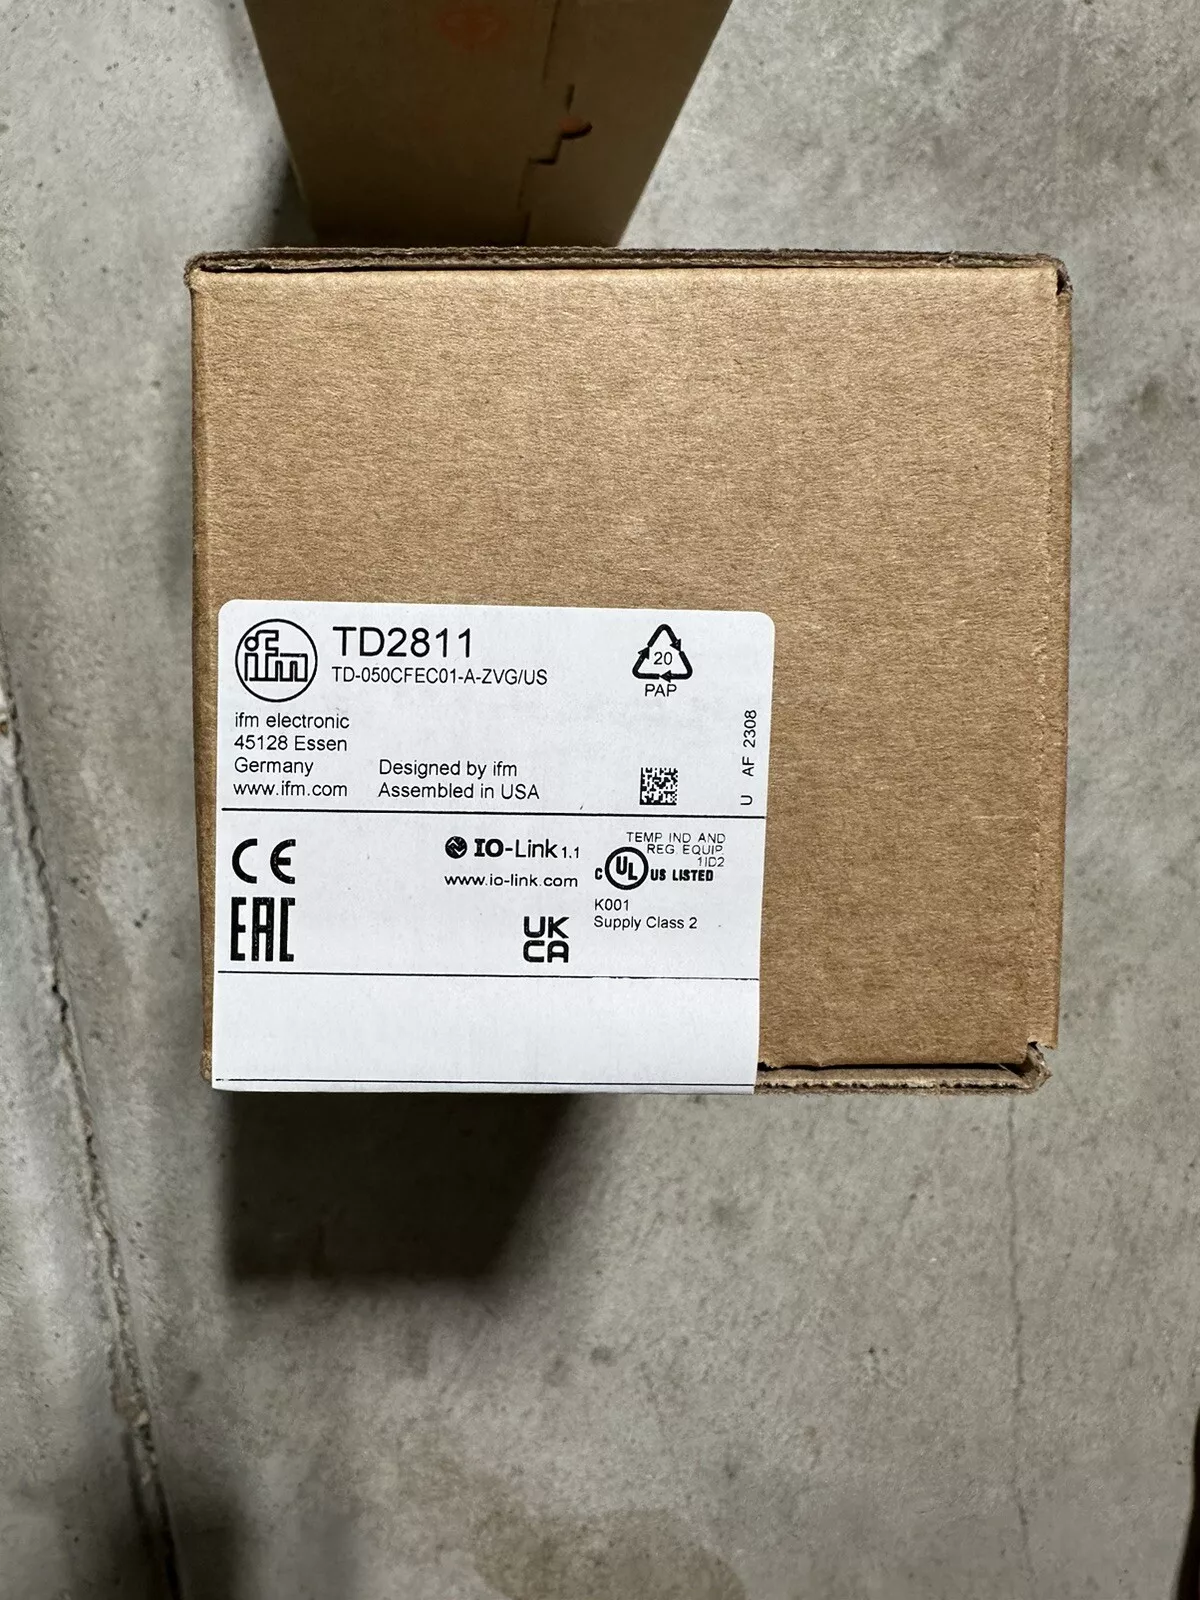 ifm
TD2811
TD-050CFEC01-A-ZVG/US
20
PAP
ifm electronic
45128 Essen
Germany
www.ifm.com
Designed by ifm
Assembled in USA
U AF 2308
CE
EAC
IO-Link 1.1
www.io-link.com
UK
CA
TEMP IND AND
REG EQUIP
1ID2
C UL US LISTED
K001
Supply Class 2